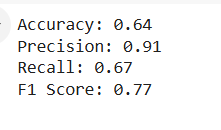 Accuracy: 0.64
Precision: 0.91
Recall: 0.67
F1 Score: 0.77